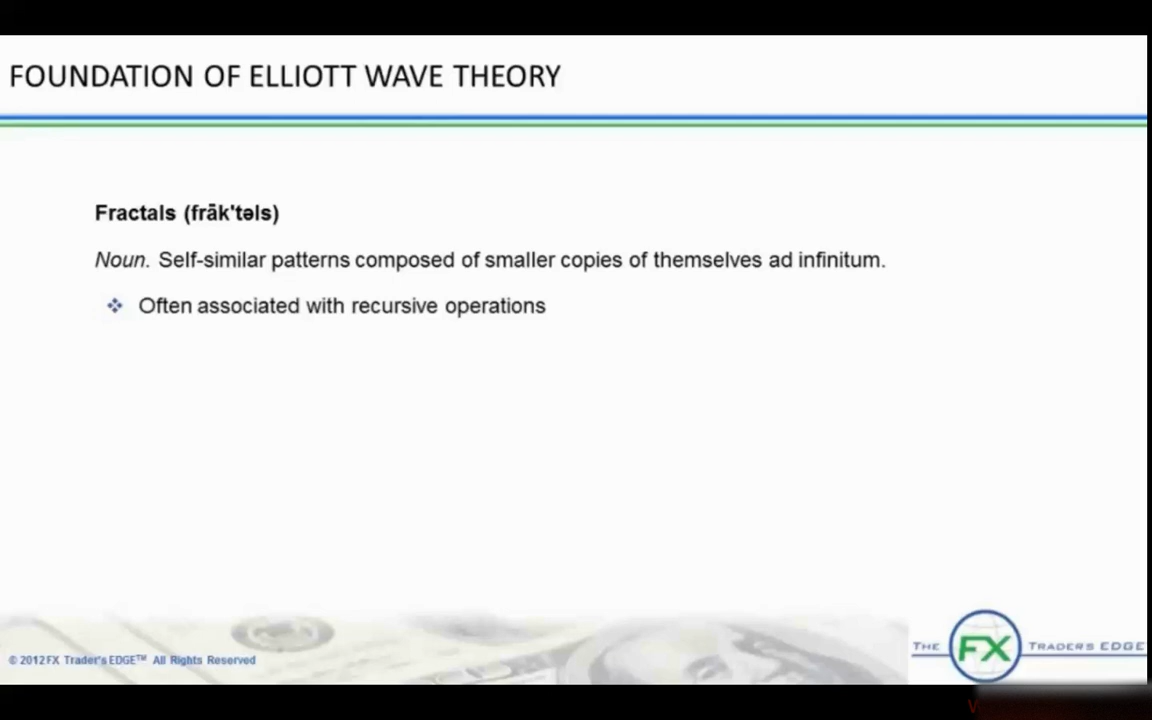 FOUNDATION OF ELLIOTT WAVE THEORY
Fractals (frāk'təls)
Noun. Self-similar patterns composed of smaller copies of themselves ad infinitum.
❖ Often associated with recursive operations
© 2012 FX Trader's EDGE™ All Rights Reserved
THE FX TRADERS EDGE